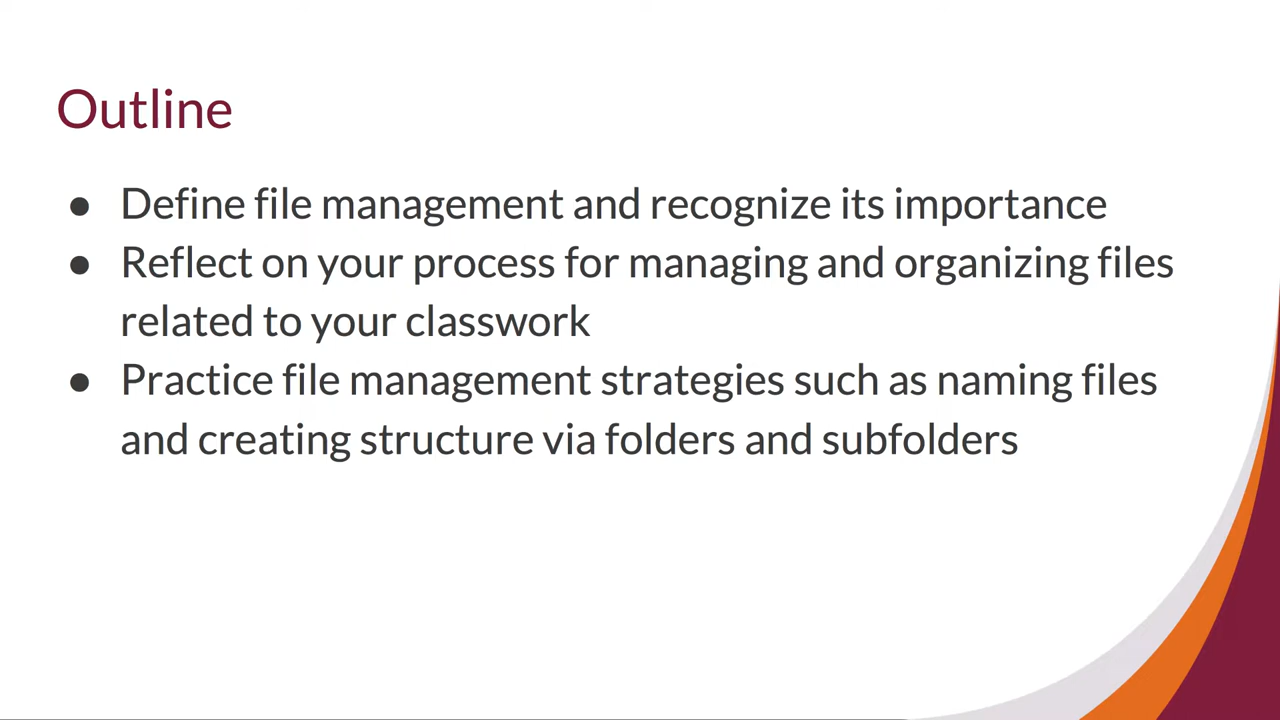 Outline
● Define file management and recognize its importance
● Reflect on your process for managing and organizing files
related to your classwork
● Practice file management strategies such as naming files
and creating structure via folders and subfolders